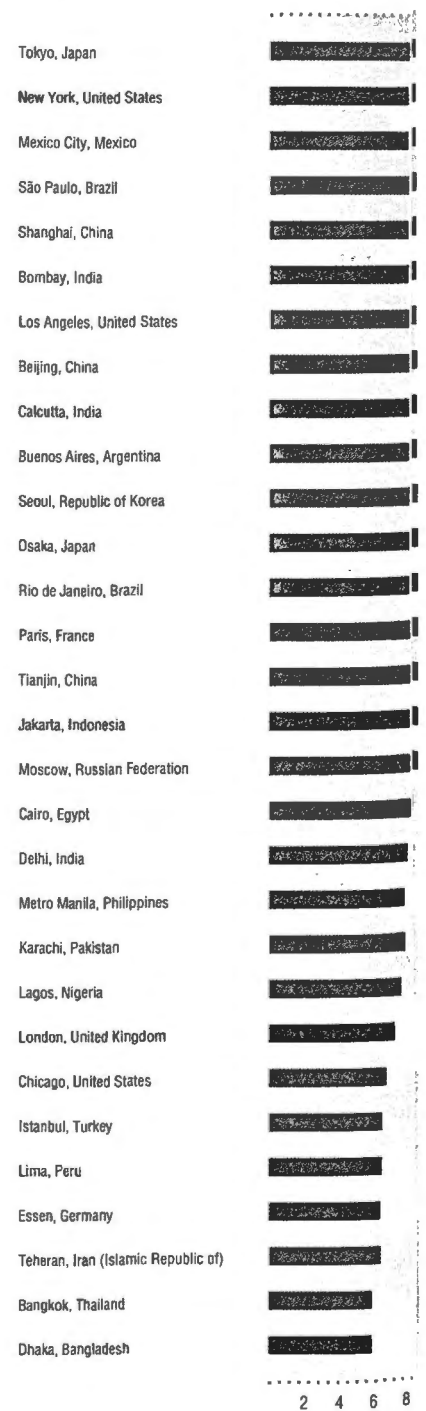 Tokyo, Japan
New York, United States
Mexico City, Mexico
São Paulo, Brazil
Shanghai, China
Bombay, India
Los Angeles, United States
Beijing, China
Calcutta, India
Buenos Aires, Argentina
Seoul, Republic of Korea
Osaka, Japan
Rio de Janeiro, Brazil
Paris, France
Tianjin, China
Jakarta, Indonesia
Moscow, Russian Federation
Cairo, Egypt
Delhi, India
Metro Manila, Philippines
Karachi, Pakistan
Lagos, Nigeria
London, United Kingdom
Chicago, United States
Istanbul, Turkey
Lima, Peru
Essen, Germany
Teheran, Iran (Islamic Republic of)
Bangkok, Thailand
Dhaka, Bangladesh
2 4 6 8